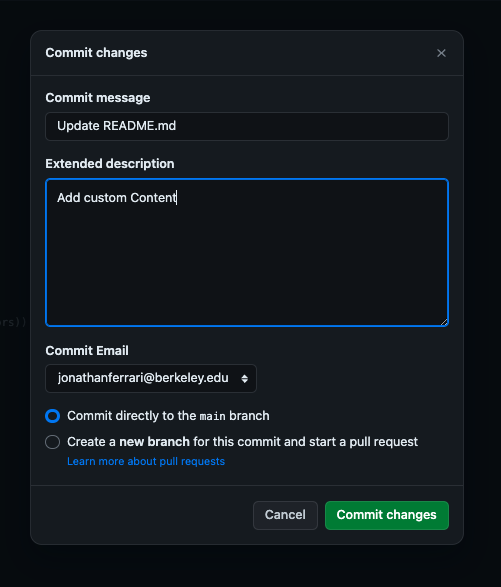 Commit changes
Commit message
Update README.md
Extended description
Add custom Content
ers})
Commit Email
jonathanferrari@berkeley.edu
Commit directly to the main branch
Create a new branch for this commit and start a pull request
Learn more about pull requests
Cancel
Commit changes